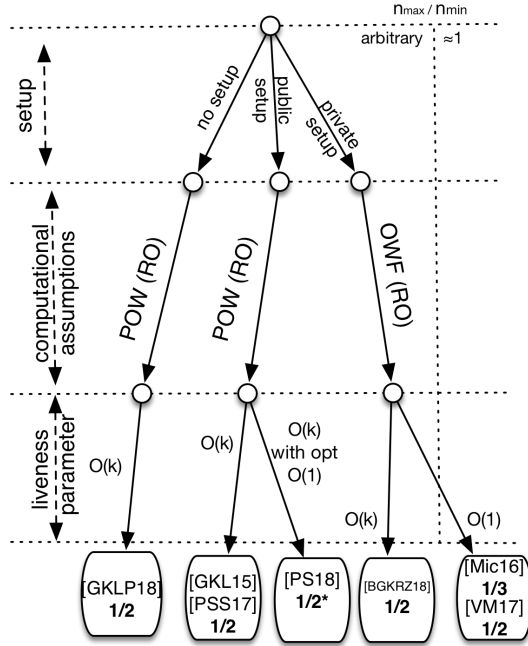 n_max / n_min
arbitrary ≈1
setup
no setup
public
setup
private
setup
computational
assumptions
POW (RO)
POW (RO)
OWF (RO)
liveness
parameter
O(k)
O(k)
O(k)
with opt
O(1)
O(k)
O(1)
[GKLP18]
1/2
[GKL15]
[PSS17]
1/2
[PS18]
1/2*
[BGKRZ18]
1/2
[Mic16]
1/3
[VM17]
1/2